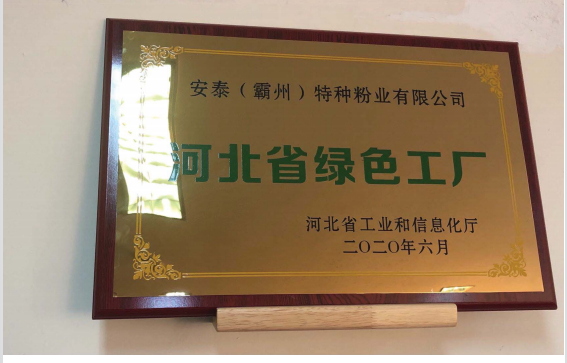 安泰（霸州）特种粉业有限公司
河北省绿色工厂
河北省工业和信息化厅
二〇二〇年六月